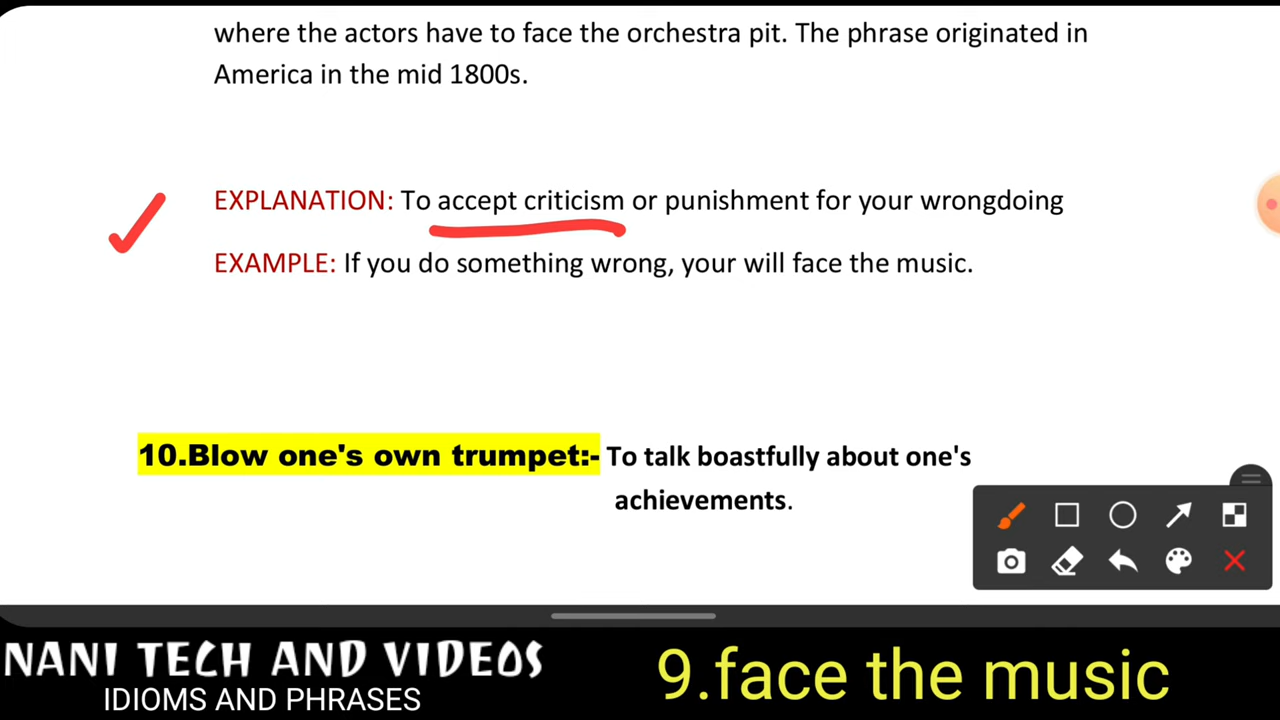 where the actors have to face the orchestra pit. The phrase originated in
America in the mid 1800s.
EXPLANATION: To accept criticism or punishment for your wrongdoing
EXAMPLE: If you do something wrong, your will face the music.
10.Blow one's own trumpet:- To talk boastfully about one's
achievements.
NANI TECH AND VIDEOS
IDIOMS AND PHRASES
9.face the music